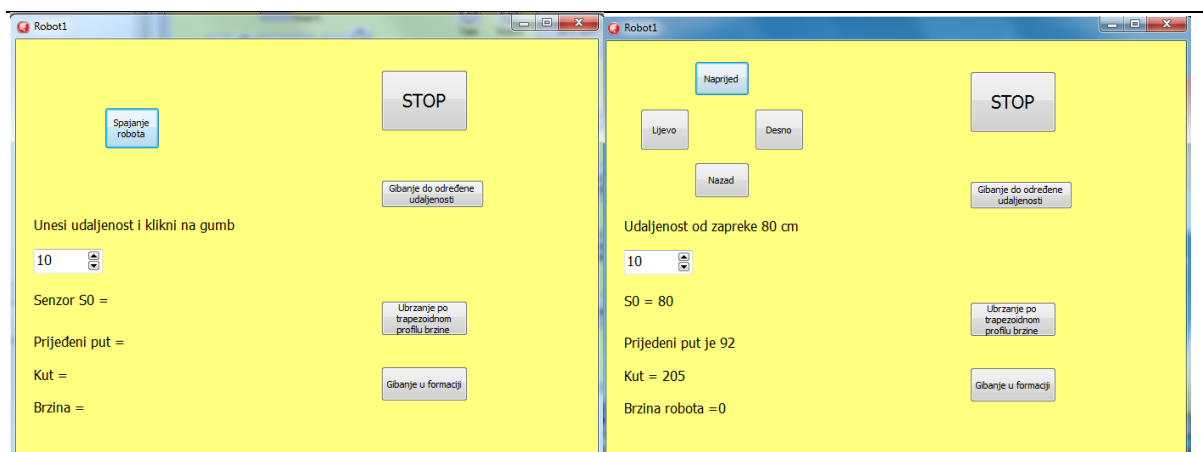 Robot1
STOP
Spajanje
robota
Gibanje do određene
udaljenosti
Unesi udaljenost i klikni na gumb
10
Senzor S0 =
Ubrzanje po
trapezoidnom
profilu brzine
Prijeđeni put =
Kut =
Gibanje u formaciji
Brzina =
Robot1
Naprijed
STOP
Lijevo
Desno
Nazad
Gibanje do određene
udaljenosti
Udaljenost od zapreke 80 cm
10
S0 = 80
Ubrzanje po
trapezoidnom
profilu brzine
Prijedeni put je 92
Kut = 205
Gibanje u formaciji
Brzina robota =0